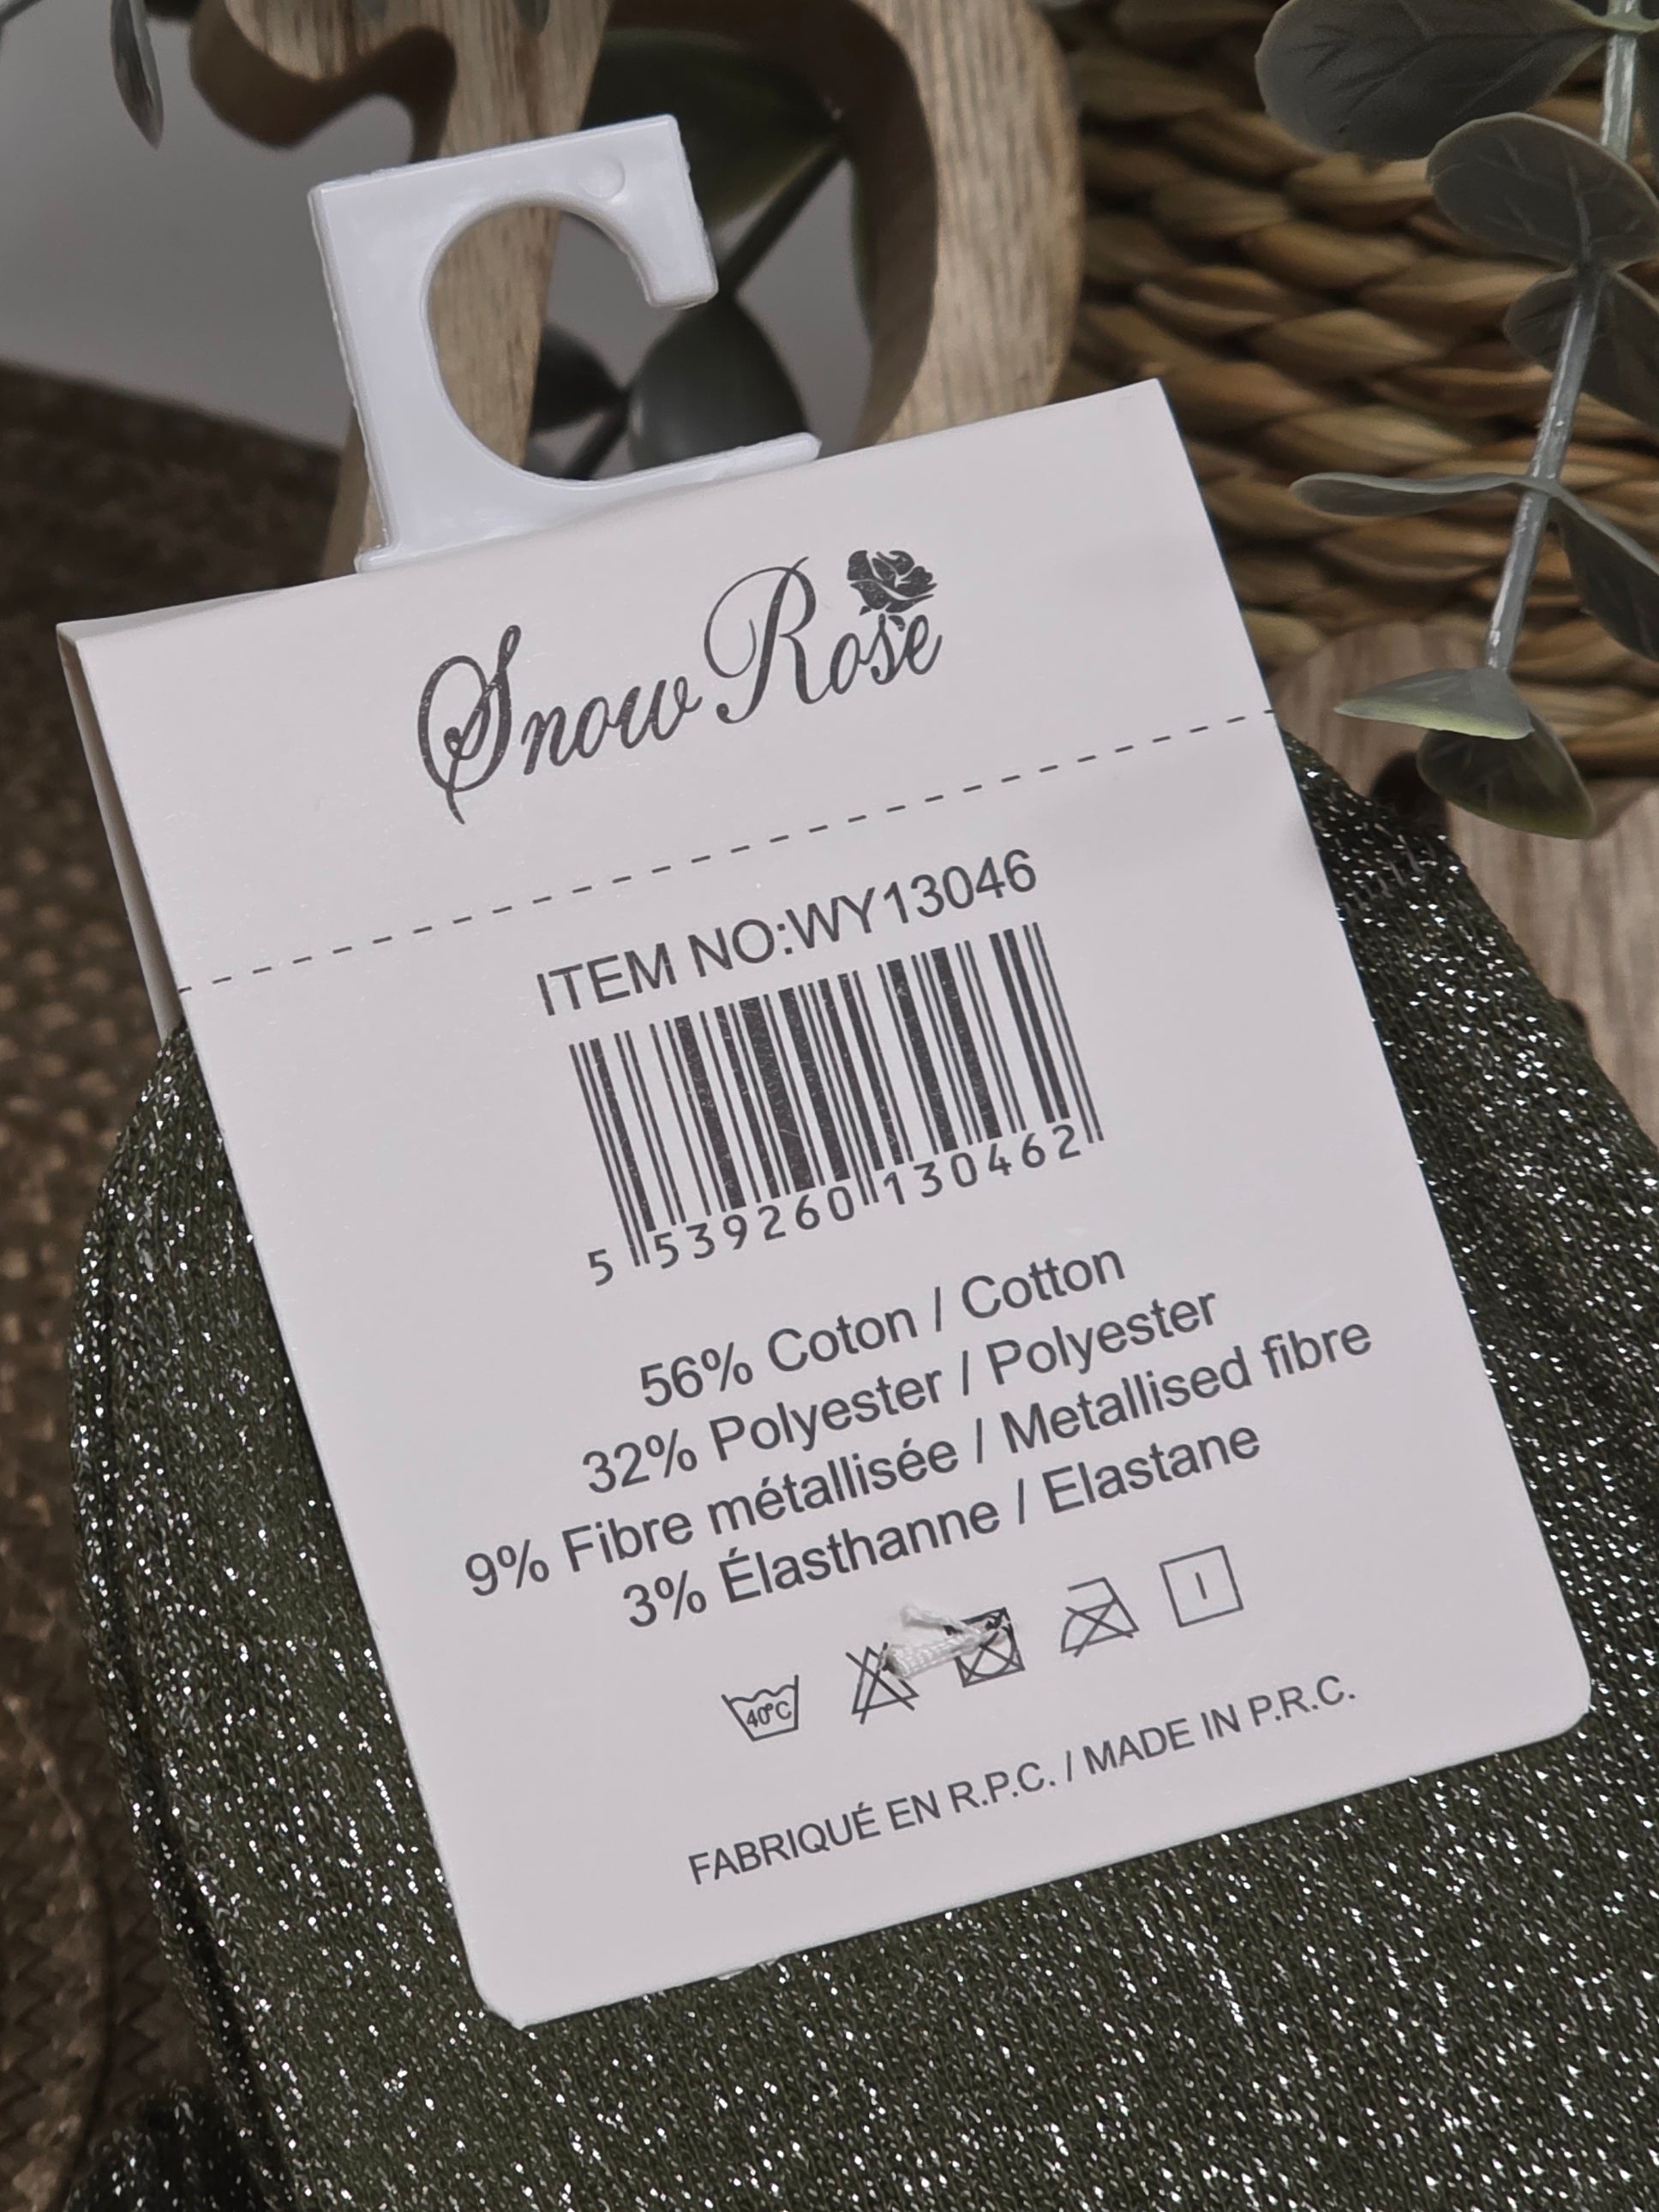 Snow Rose
ITEM NO:WY13046
5 539260 130462
56% Coton / Cotton
32% Polyester / Polyester
9% Fibre métallisée / Metallised fibre
3% Élasthanne / Elastane
40°C
FABRIQUÉ EN R.P.C. / MADE IN P.R.C.